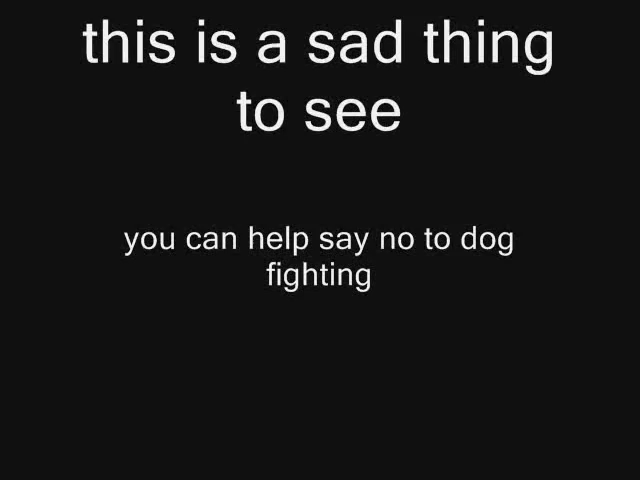 this is a sad thing
to see
you can help say no to dog
fighting